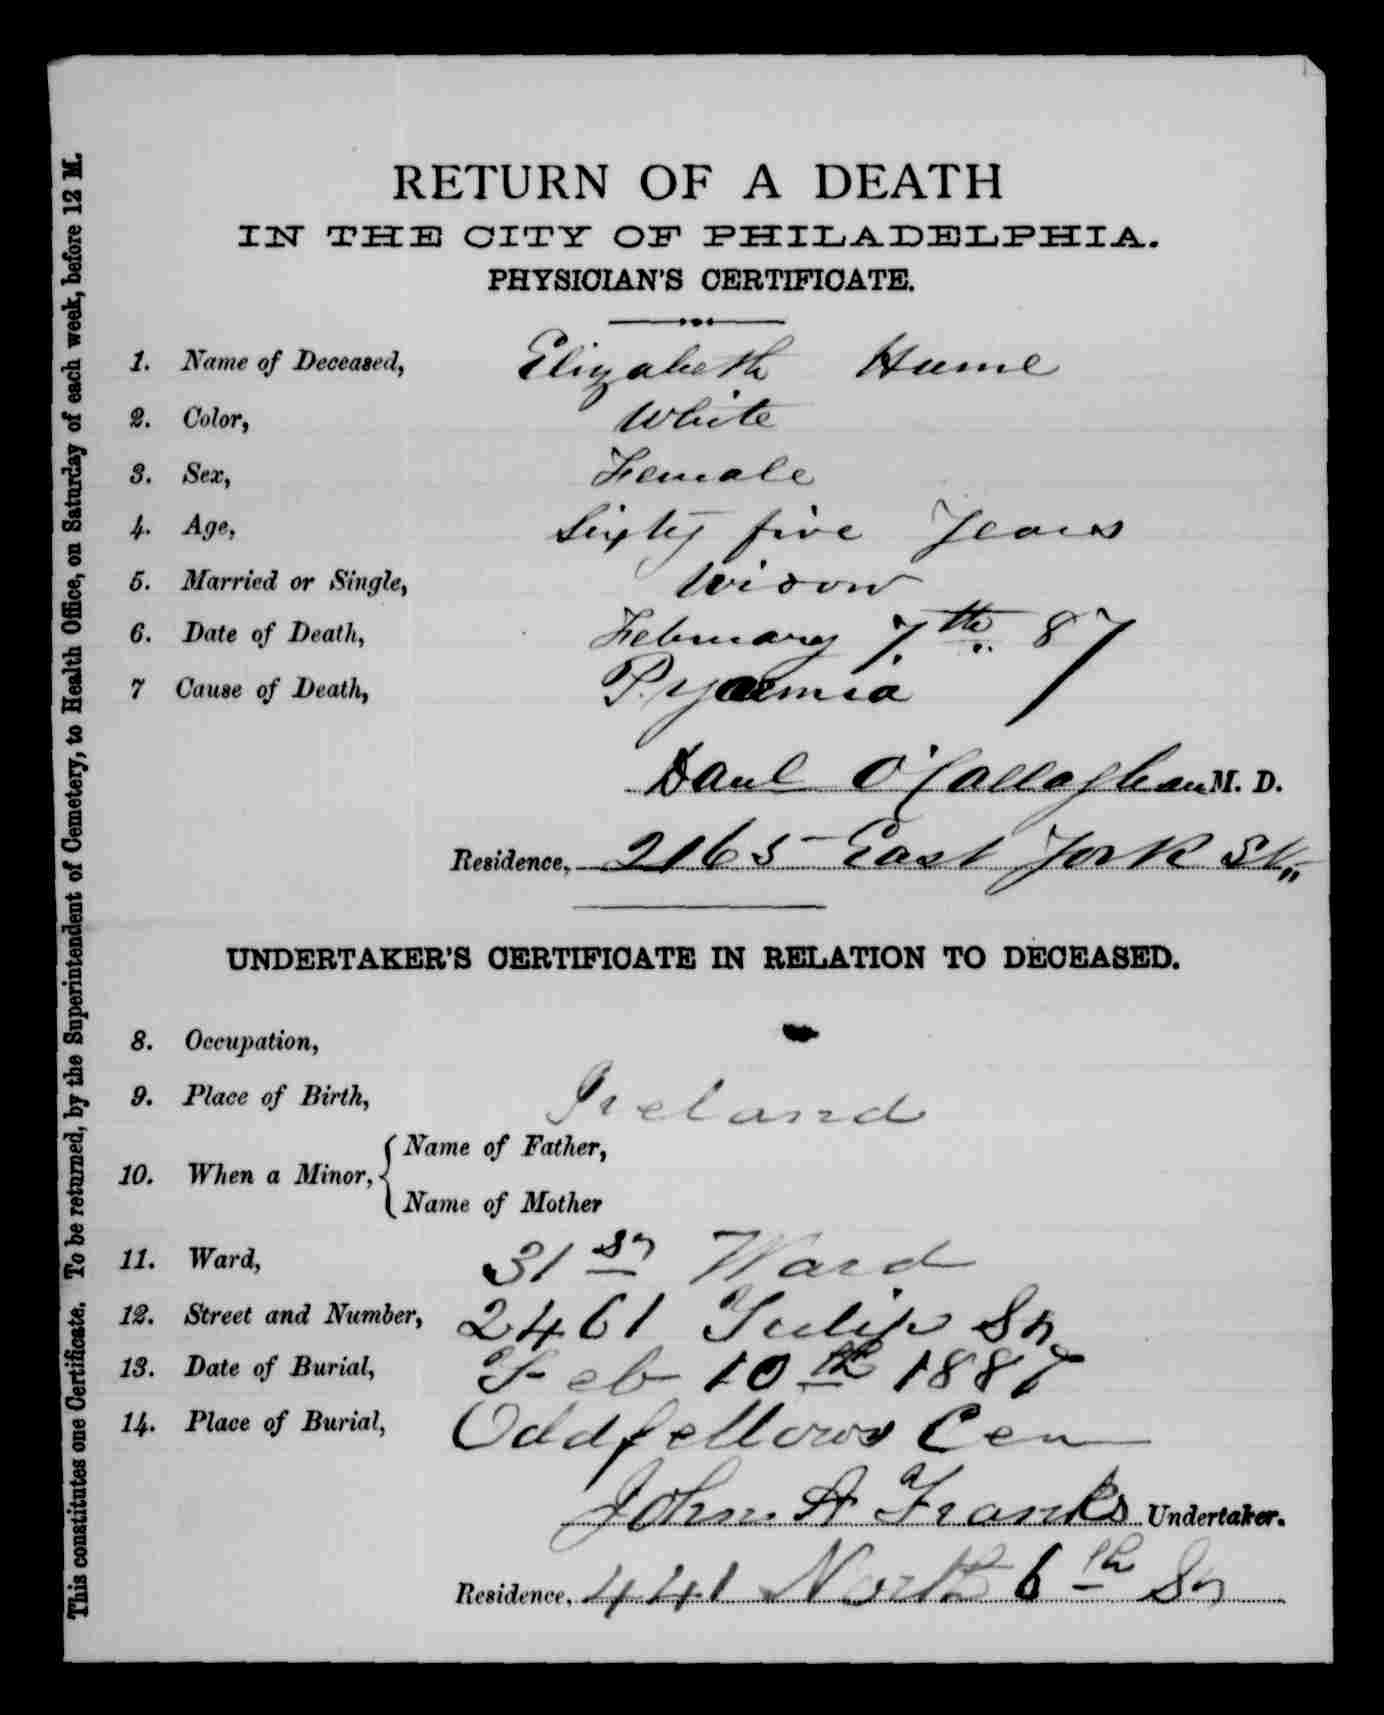 RETURN OF A DEATH
IN THE CITY OF PHILADELPHIA.
PHYSICIAN'S CERTIFICATE.
1. Name of Deceased, Elizabeth Hume
2. Color, White
3. Sex, Female
4. Age, Sixty five Years
5. Married or Single, Widow
6. Date of Death, February 7th 87
7 Cause of Death, Pyaemia
Danl O'Callaghan M. D.
Residence, 2165 East York St,,
UNDERTAKER'S CERTIFICATE IN RELATION TO DECEASED.
8. Occupation,
9. Place of Birth, Ireland
10. When a Minor, { Name of Father,
Name of Mother
11. Ward, 31st Ward
12. Street and Number, 2461 Tulip St
13. Date of Burial, Feb 10th 1887
14. Place of Burial, Oddfellows Cem
John A Franks Undertaker.
Residence, 441 North 6th St
This constitutes one Certificate. To be returned, by the Superintendent of Cemetery, to Health Office, on Saturday of each week, before 12 M.